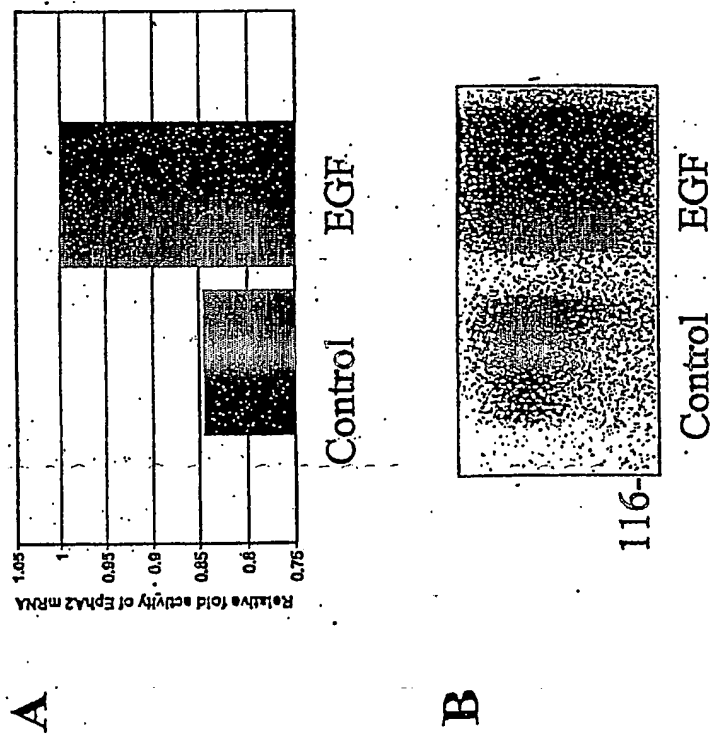 A
Relative fold activity of EphA2 mRNA
1.05
1
0.95
0.9
0.85
0.8
0.75
Control
EGF
B
116-
Control
EGF